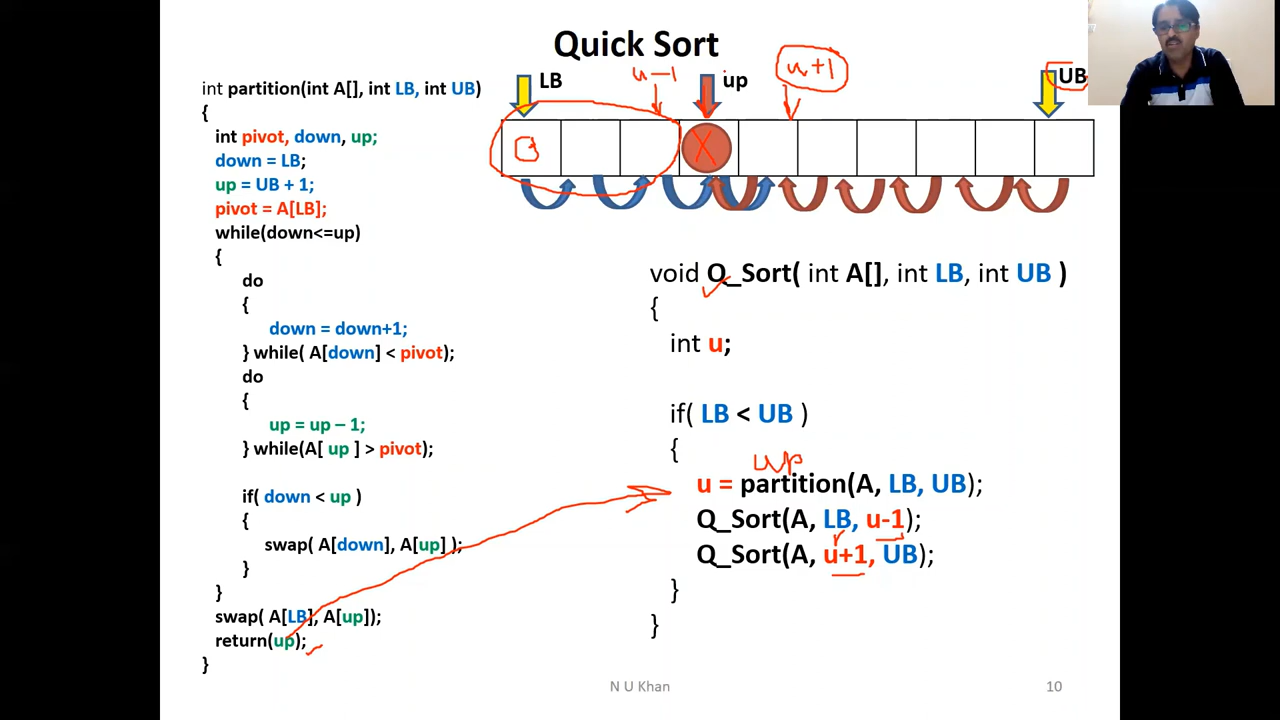 Quick Sort
int partition(int A[], int LB, int UB)
{
int pivot, down, up;
down = LB;
up = UB + 1;
pivot = A[LB];
while(down<=up)
{
do
{
down = down+1;
} while( A[down] < pivot);
do
{
up = up – 1;
} while(A[ up ] > pivot);
if( down < up )
{
swap( A[down], A[up] );
}
}
swap( A[LB], A[up]);
return(up);
}
LB
u-1
up
u+1
UB
X
void Q_Sort( int A[], int LB, int UB )
{
int u;
if( LB < UB )
{
up
u = partition(A, LB, UB);
Q_Sort(A, LB, u-1);
Q_Sort(A, u+1, UB);
}
}
N U Khan
10